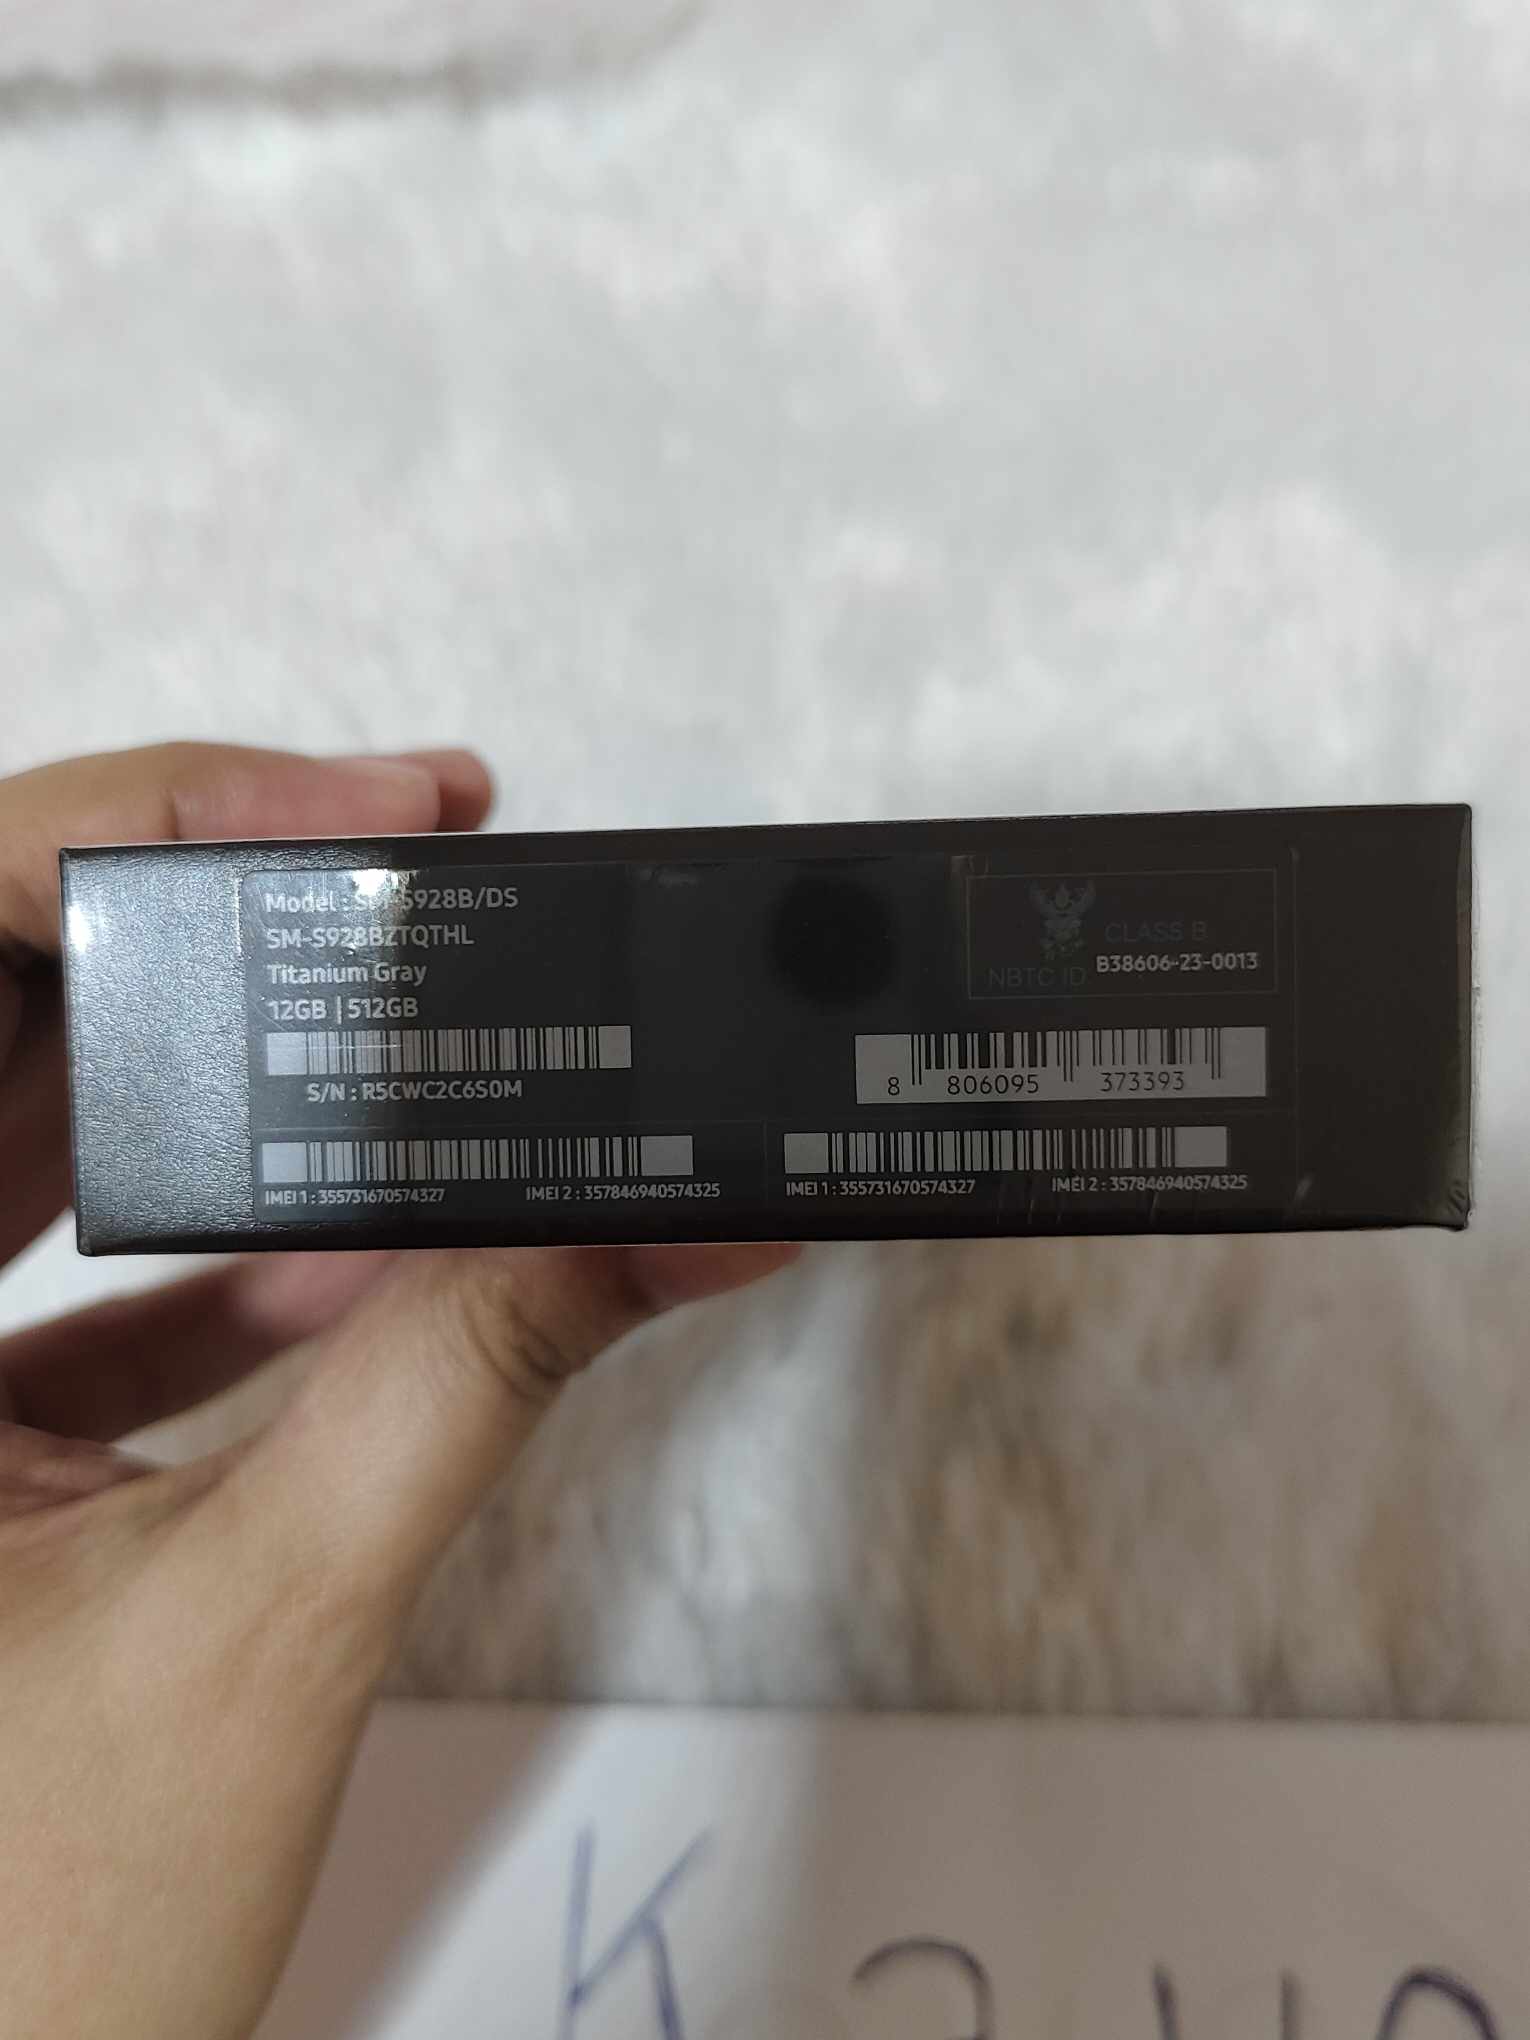 Model : SM-S928B/DS
SM-S928BZTQTHL
Titanium Gray
12GB | 512GB
S/N : R5CWC2C6S0M
CLASS B
NBTC ID B38606-23-0013
8 806095 373393
IMEI 1 : 355731670574327 IMEI 2 : 357846940574325
IMEI 1 : 355731670574327 IMEI 2 : 357846940574325